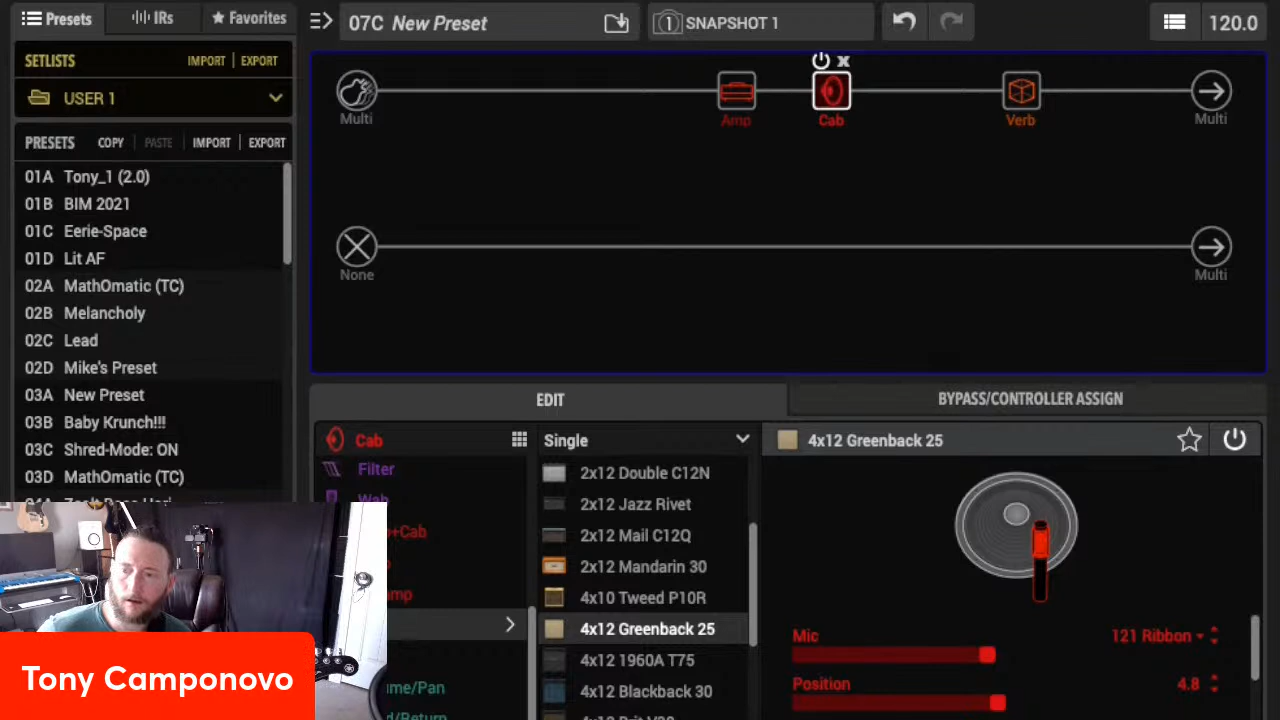 Presets
IRs
Favorites
07C New Preset
1
SNAPSHOT 1
120.0
SETLISTS
IMPORT
EXPORT
USER 1
PRESETS
COPY
PASTE
IMPORT
EXPORT
01A Tony_1 (2.0)
01B BIM 2021
01C Eerie-Space
01D Lit AF
02A MathOmatic (TC)
02B Melancholy
02C Lead
02D Mike's Preset
03A New Preset
03B Baby Krunch!!!
03C Shred-Mode: ON
03D MathOmatic (TC)
Multi
Amp
Cab
Verb
Multi
None
Multi
EDIT
BYPASS/CONTROLLER ASSIGN
Cab
Filter
Wah
+Cab
Single
2x12 Double C12N
2x12 Jazz Rivet
2x12 Mail C12Q
2x12 Mandarin 30
4x10 Tweed P10R
4x12 Greenback 25
4x12 1960A T75
4x12 Blackback 30
4x12 Greenback 25
Mic
121 Ribbon
Position
4.8
Tony Camponovo